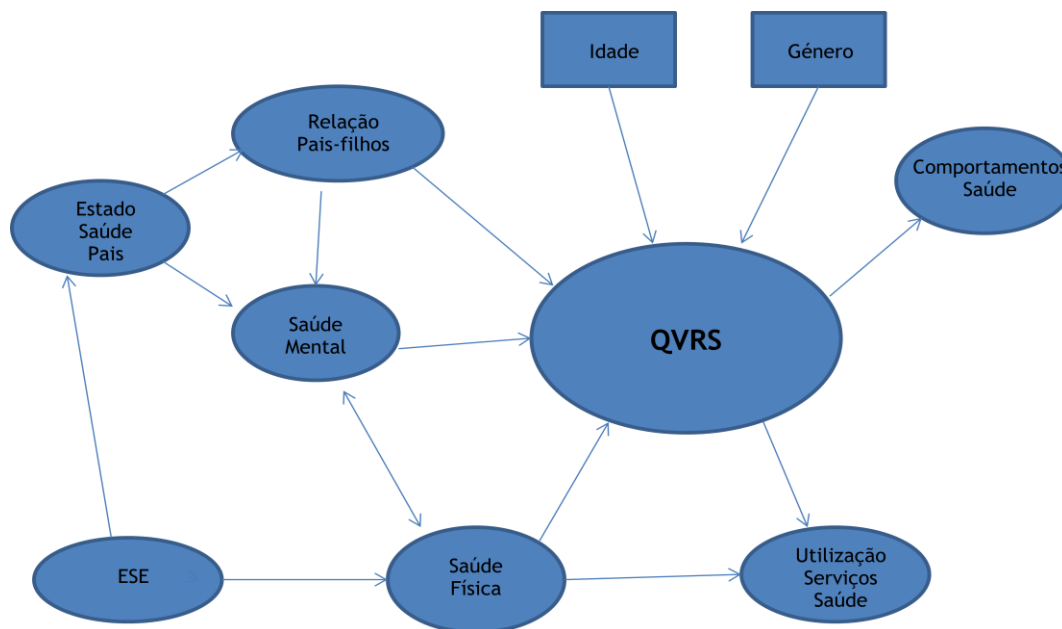 Idade
Género
Relação
Pais-filhos
Comportamentos
Saúde
Estado
Saúde
Pais
Saúde
Mental
QVRS
ESE
Saúde
Física
Utilização
Serviços
Saúde